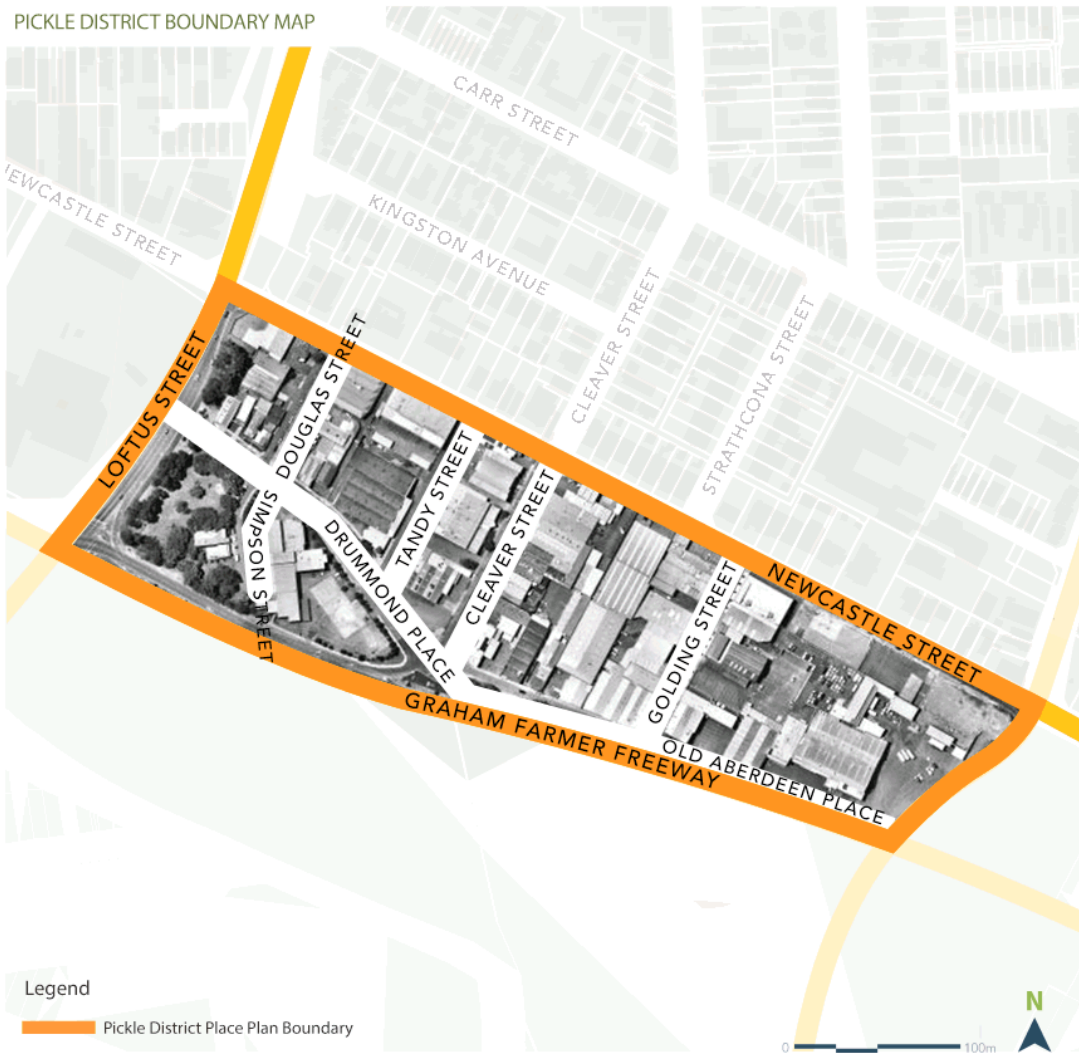 PICKLE DISTRICT BOUNDARY MAP
CARR STREET
NEWCASTLE STREET
KINGSTON AVENUE
CLEAVER STREET
STRATHCONA STREET
LOFTUS STREET
DOUGLAS STREET
SIMPSON STREET
DRUMMOND PLACE
TANDY STREET
CLEAVER STREET
GOLDING STREET
NEWCASTLE STREET
GRAHAM FARMER FREEWAY
OLD ABERDEEN PLACE
Legend
Pickle District Place Plan Boundary
N
0 100m